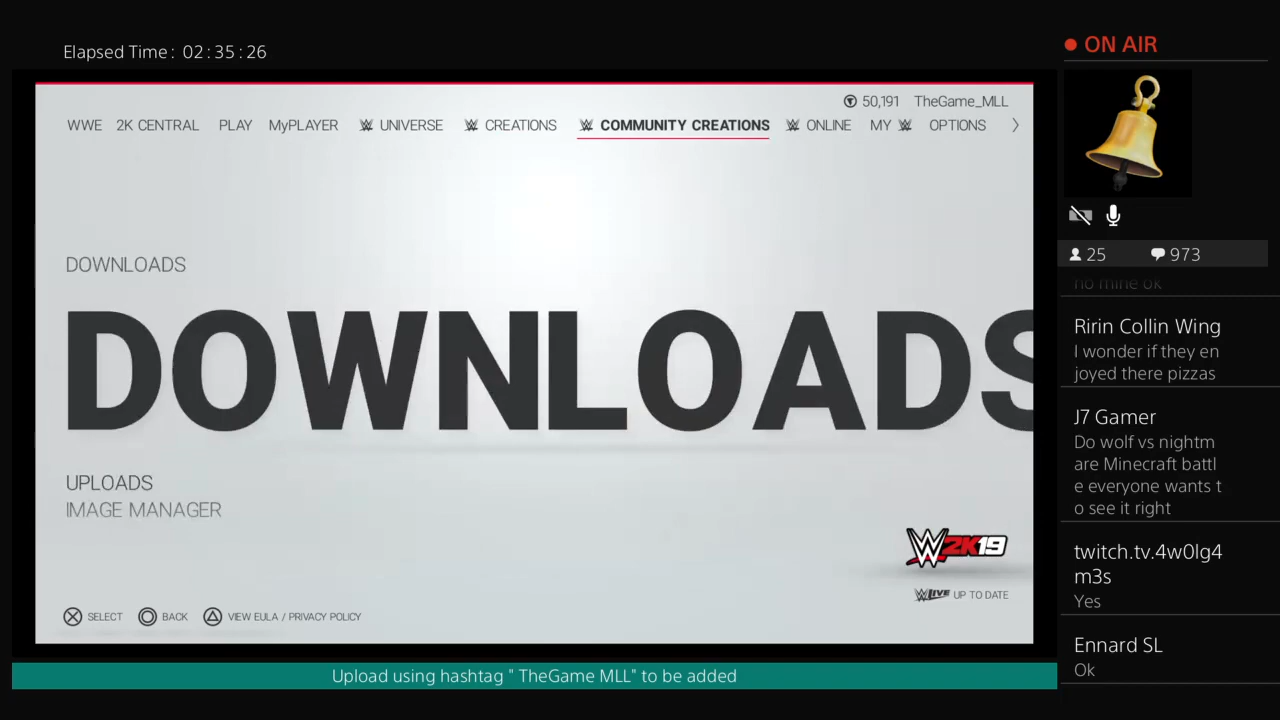 Elapsed Time: 02:35:26
ON AIR
50,191 TheGame_MLL
WWE 2K CENTRAL PLAY MyPLAYER UNIVERSE CREATIONS COMMUNITY CREATIONS ONLINE MY OPTIONS
DOWNLOADS
DOWNLOADS
UPLOADS
IMAGE MANAGER
W 2K19
LIVE UP TO DATE
SELECT BACK VIEW EULA / PRIVACY POLICY
Upload using hashtag " TheGame MLL" to be added
25 973
no mine ok
Ririn Collin Wing
I wonder if they en
joyed there pizzas
J7 Gamer
Do wolf vs nightm
are Minecraft battl
e everyone wants t
o see it right
twitch.tv.4w0lg4
m3s
Yes
Ennard SL
Ok